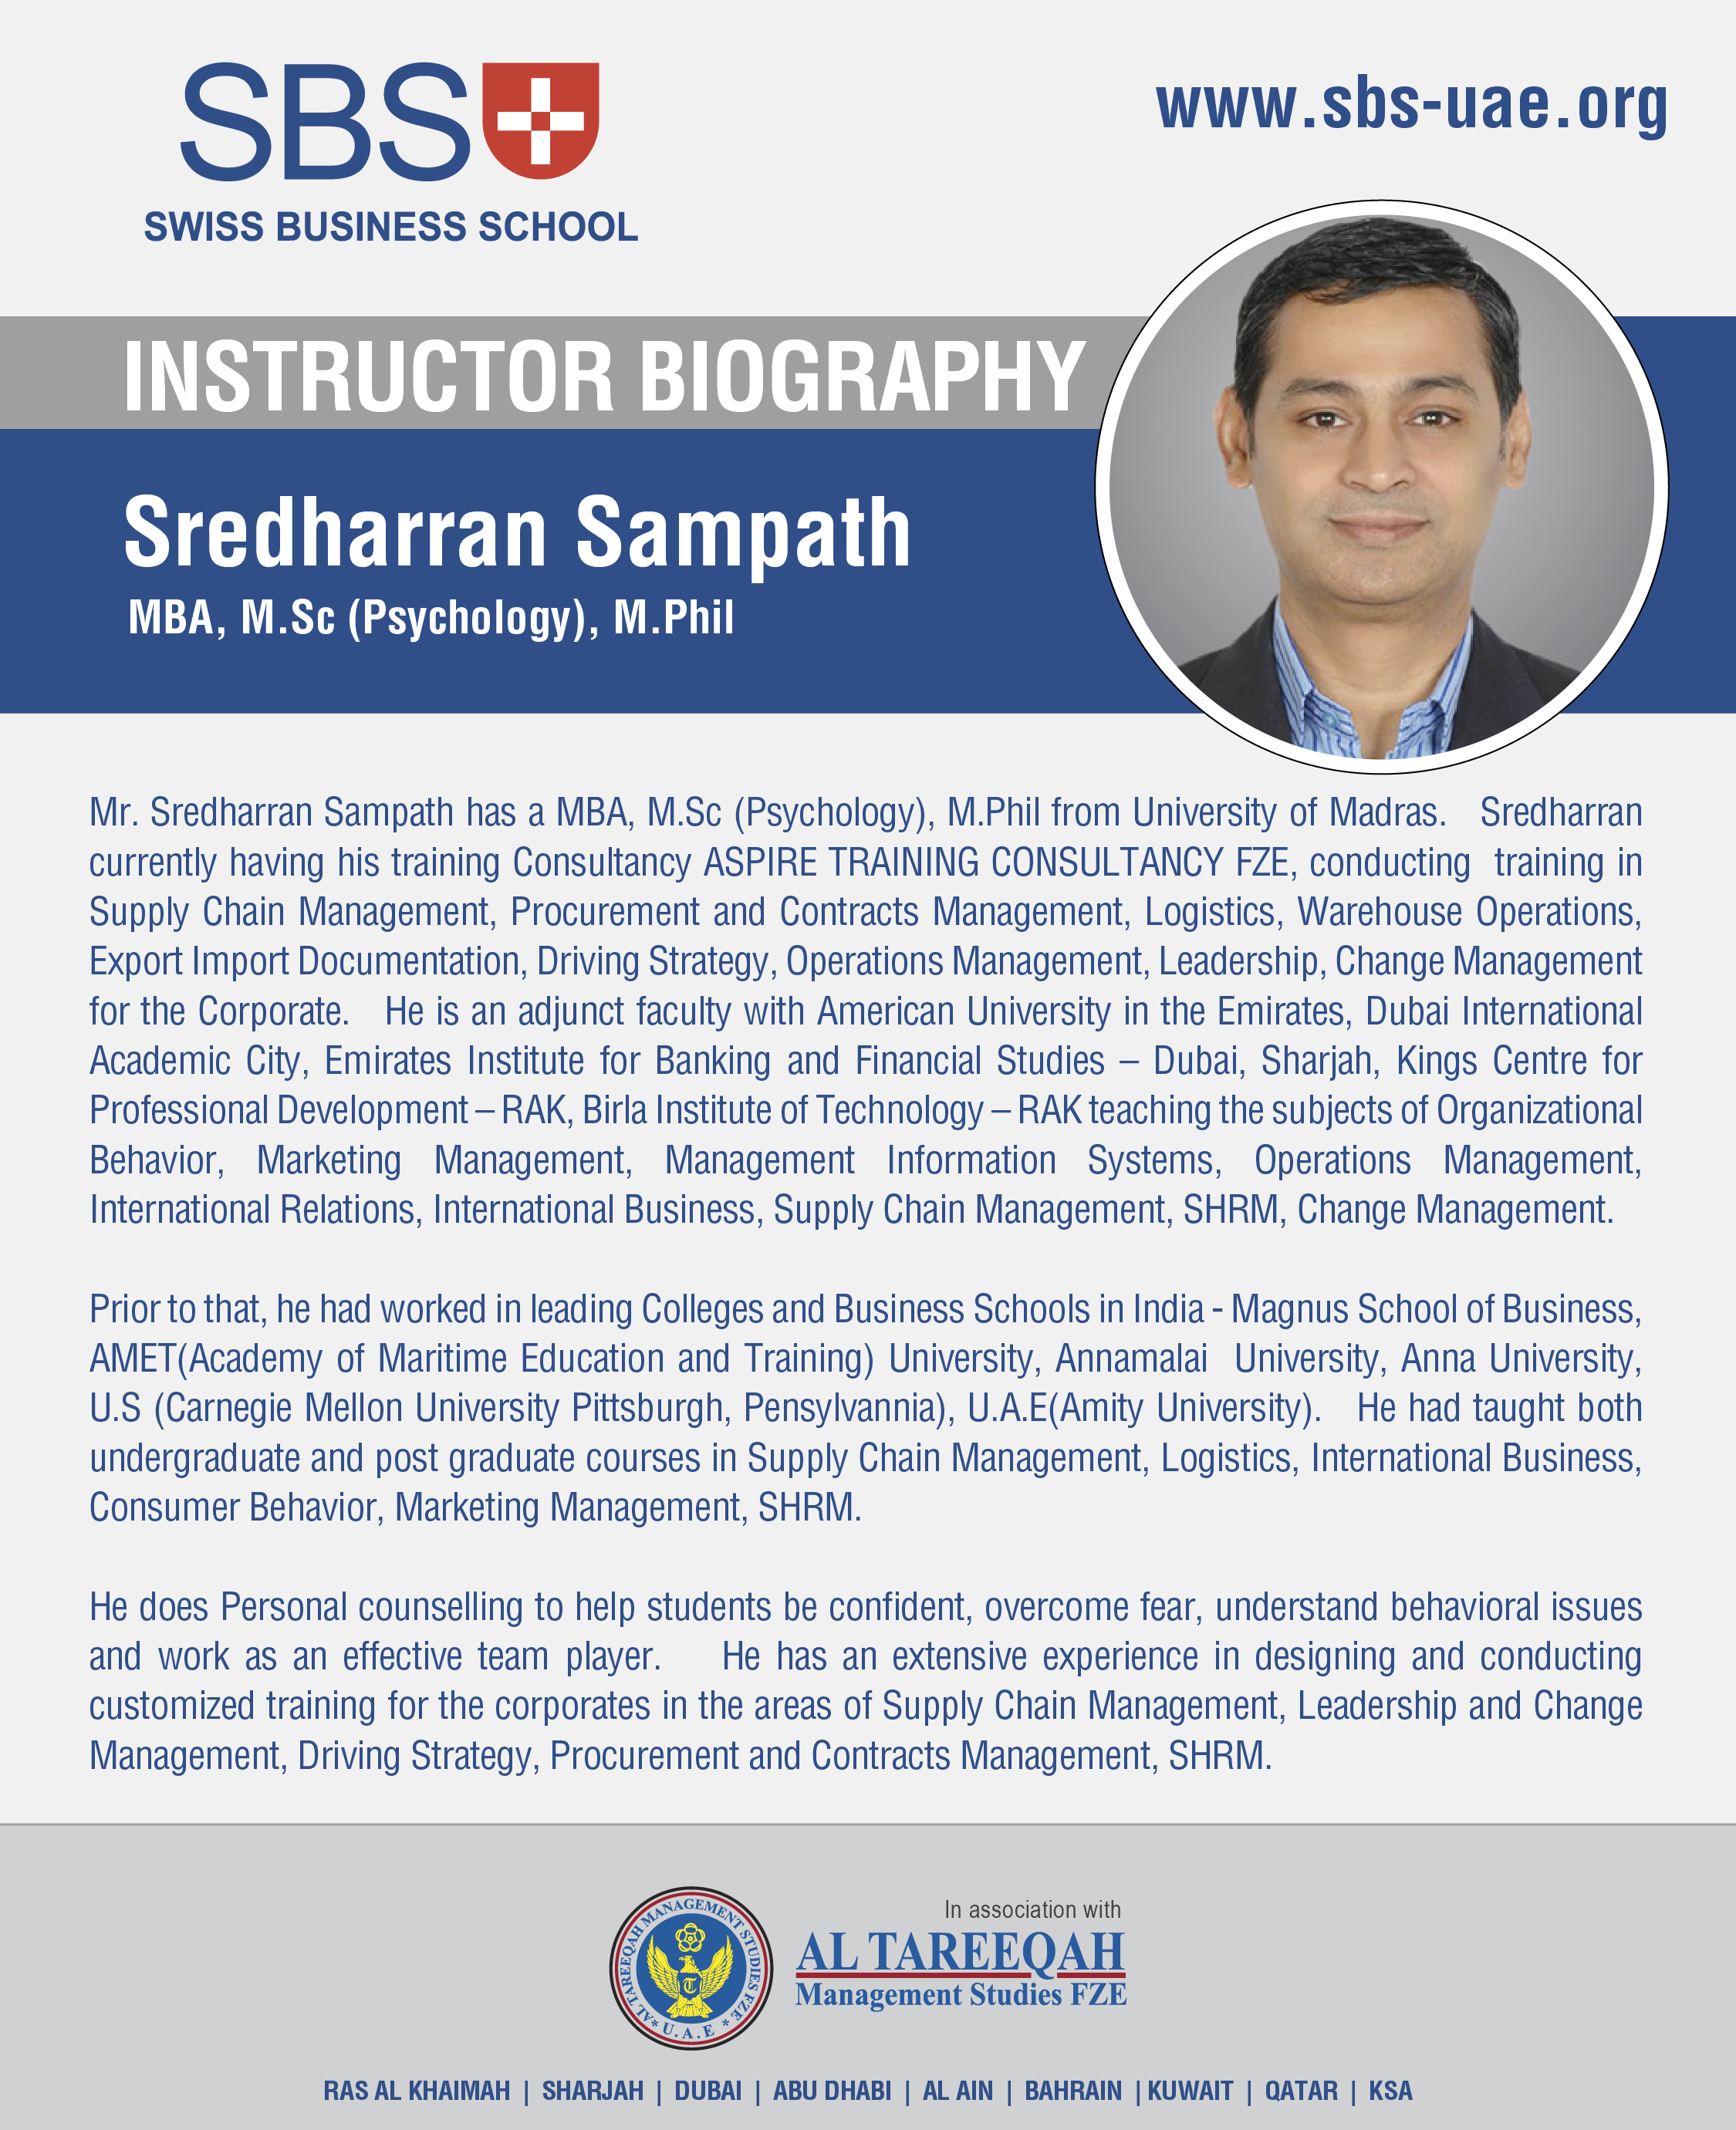 SBS
SWISS BUSINESS SCHOOL
www.sbs-uae.org
INSTRUCTOR BIOGRAPHY
Sredharran Sampath
MBA, M.Sc (Psychology), M.Phil
Mr. Sredharran Sampath has a MBA, M.Sc (Psychology), M.Phil from University of Madras. Sredharran
currently having his training Consultancy ASPIRE TRAINING CONSULTANCY FZE, conducting training in
Supply Chain Management, Procurement and Contracts Management, Logistics, Warehouse Operations,
Export Import Documentation, Driving Strategy, Operations Management, Leadership, Change Management
for the Corporate. He is an adjunct faculty with American University in the Emirates, Dubai International
Academic City, Emirates Institute for Banking and Financial Studies – Dubai, Sharjah, Kings Centre for
Professional Development – RAK, Birla Institute of Technology – RAK teaching the subjects of Organizational
Behavior, Marketing Management, Management Information Systems, Operations Management,
International Relations, International Business, Supply Chain Management, SHRM, Change Management.
Prior to that, he had worked in leading Colleges and Business Schools in India - Magnus School of Business,
AMET(Academy of Maritime Education and Training) University, Annamalai University, Anna University,
U.S (Carnegie Mellon University Pittsburgh, Pensylvannia), U.A.E(Amity University). He had taught both
undergraduate and post graduate courses in Supply Chain Management, Logistics, International Business,
Consumer Behavior, Marketing Management, SHRM.
He does Personal counselling to help students be confident, overcome fear, understand behavioral issues
and work as an effective team player. He has an extensive experience in designing and conducting
customized training for the corporates in the areas of Supply Chain Management, Leadership and Change
Management, Driving Strategy, Procurement and Contracts Management, SHRM.
AL TAREEQAH MANAGEMENT STUDIES FZE
* U.A.E *
T
In association with
AL TAREEQAH
Management Studies FZE
RAS AL KHAIMAH | SHARJAH | DUBAI | ABU DHABI | AL AIN | BAHRAIN | KUWAIT | QATAR | KSA